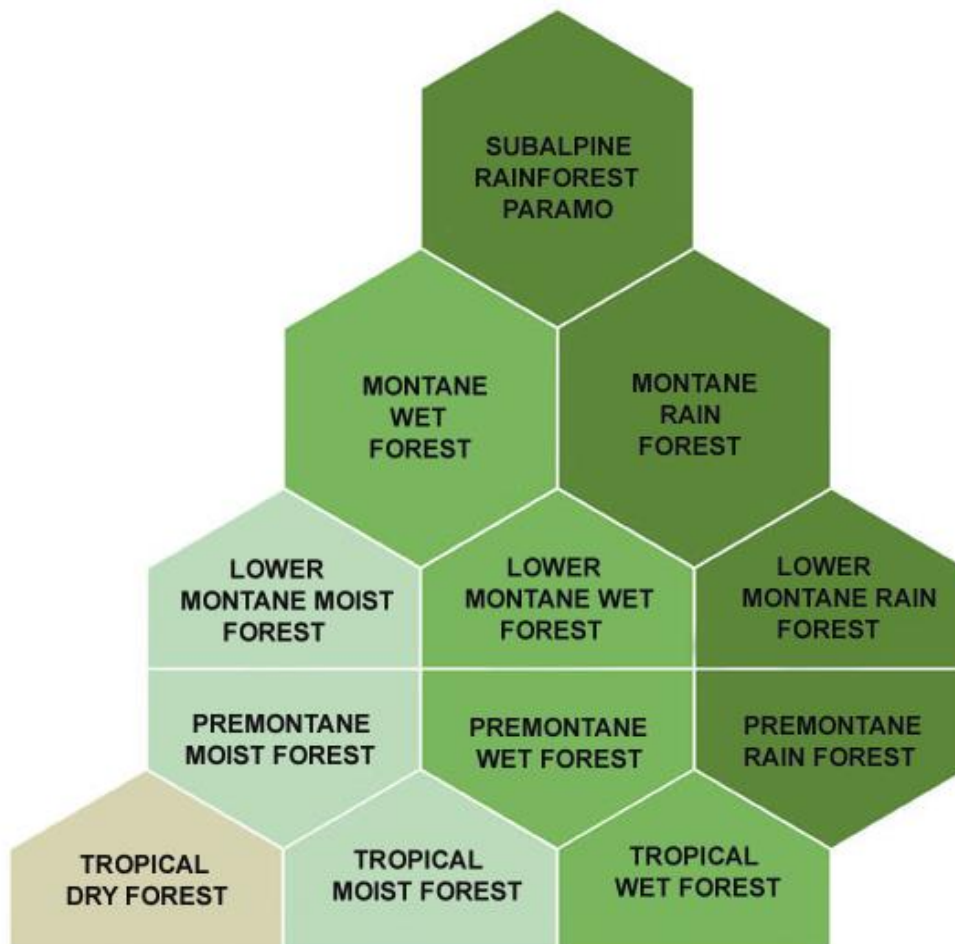 SUBALPINE
RAINFOREST
PARAMO
MONTANE
WET
FOREST
MONTANE
RAIN
FOREST
LOWER
MONTANE MOIST
FOREST
LOWER
MONTANE WET
FOREST
LOWER
MONTANE RAIN
FOREST
PREMONTANE
MOIST FOREST
PREMONTANE
WET FOREST
PREMONTANE
RAIN FOREST
TROPICAL
DRY FOREST
TROPICAL
MOIST FOREST
TROPICAL
WET FOREST